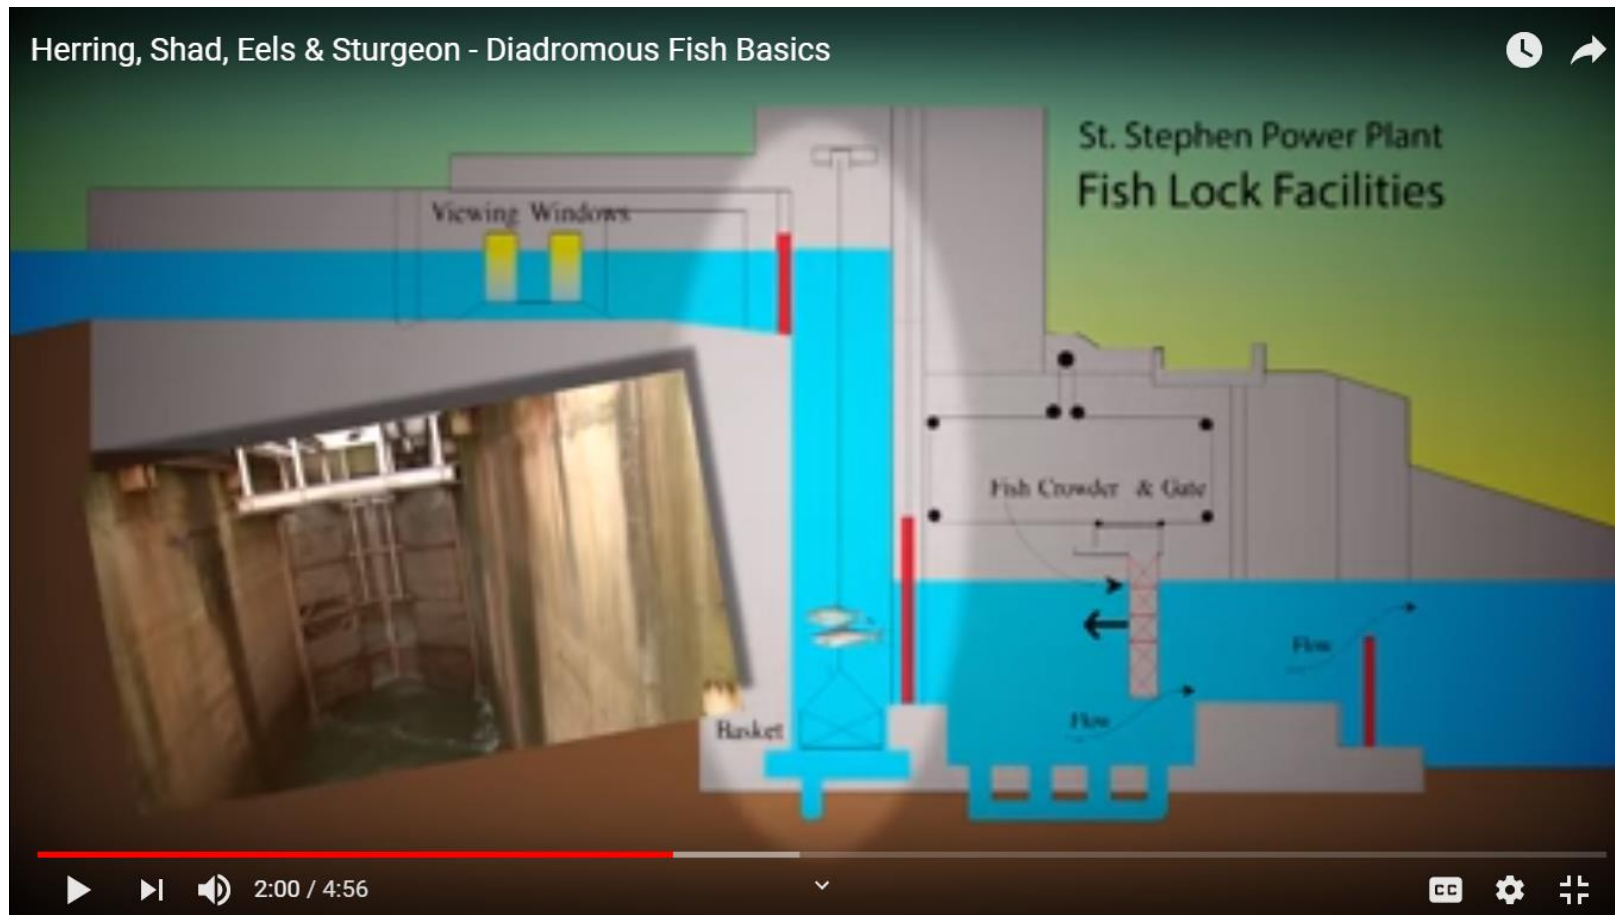 Herring, Shad, Eels & Sturgeon - Diadromous Fish Basics
St. Stephen Power Plant
Fish Lock Facilities
Viewing Windows
Fish Crowder & Gate
Flow
Flow
Basket
2:00 / 4:56
CC